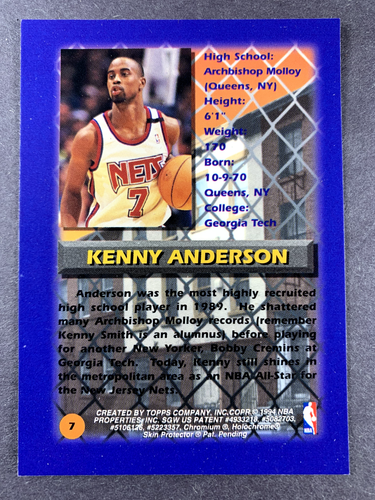 High School:
Archbishop Molloy
(Queens, NY)
Height:
6'1"
Weight:
170
Born:
10-9-70
Queens, NY
College:
Georgia Tech
NETS
7
KENNY ANDERSON
Anderson was the most highly recruited
high school player in 1989. He shattered
many Archbishop Molloy records (remember
Kenny Smith is an alumnus) before playing
for another New Yorker, Bobby Cremins at
Georgia Tech. Today, Kenny still shines in
the metropolitan area as an NBA All-Star for
the New Jersey Nets.
7
CREATED BY TOPPS COMPANY, INC.COPR.© 1994 NBA
PROPERTIES INC. SGW US PATENT #4933218, #5082703,
#5106126, #5223357, Chromium ®, Holochrome®
Skin Protector ® Pat. Pending
NBA